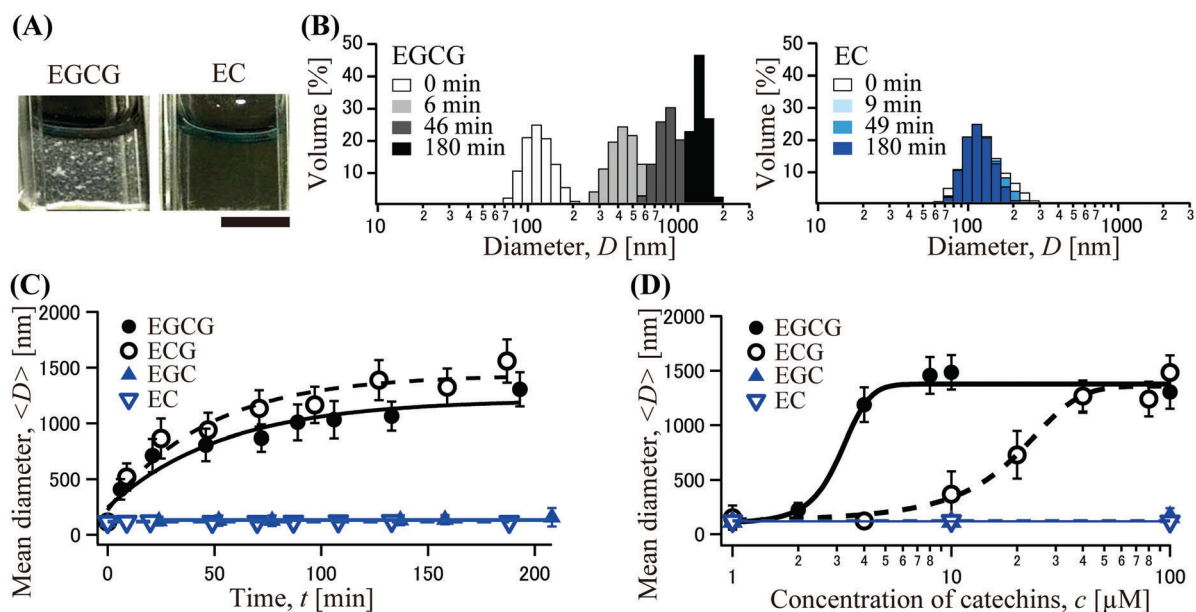 (A)
EGCG EC
(B)
Volume [%]
50
40
30
20
10
EGCG
0 min
6 min
46 min
180 min
10 2 3 4 5 6 7 100 2 3 4 5 6 7 1000 2 3
Diameter, D [nm]
Volume [%]
50
40
30
20
10
EC
0 min
9 min
49 min
180 min
10 2 3 4 5 6 7 100 2 3 4 5 6 7 1000 2 3
Diameter, D [nm]
(C)
Mean diameter, <D> [nm]
2000
1500
1000
500
0
EGCG
ECG
EGC
EC
0 50 100 150 200
Time, t [min]
(D)
Mean diameter, <D> [nm]
2000
1500
1000
500
0
EGCG
ECG
EGC
EC
1 2 3 4 5 6 7 8 10 2 3 4 5 6 7 8 100
Concentration of catechins, c [µM]